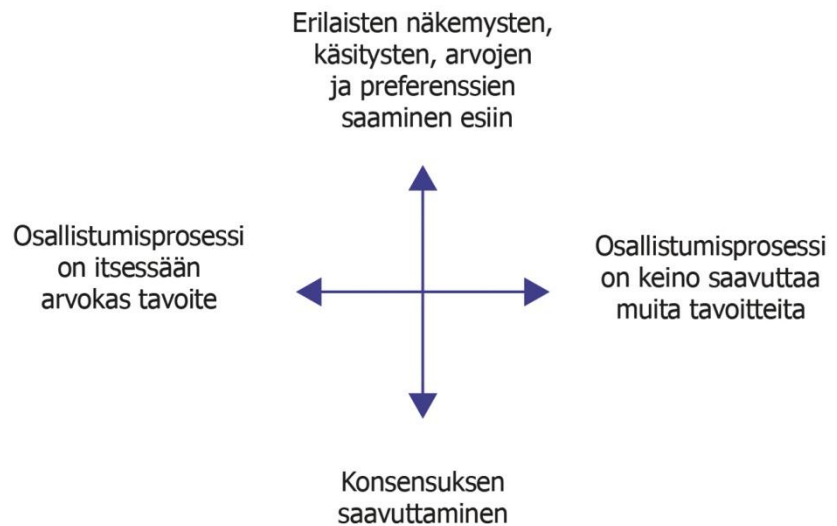 Erilaisten näkemysten,
käsitysten, arvojen
ja preferenssien
saaminen esiin
Osallistumisprosessi
on itsessään
arvokas tavoite
Osallistumisprosessi
on keino saavuttaa
muita tavoitteita
Konsensuksen
saavuttaminen